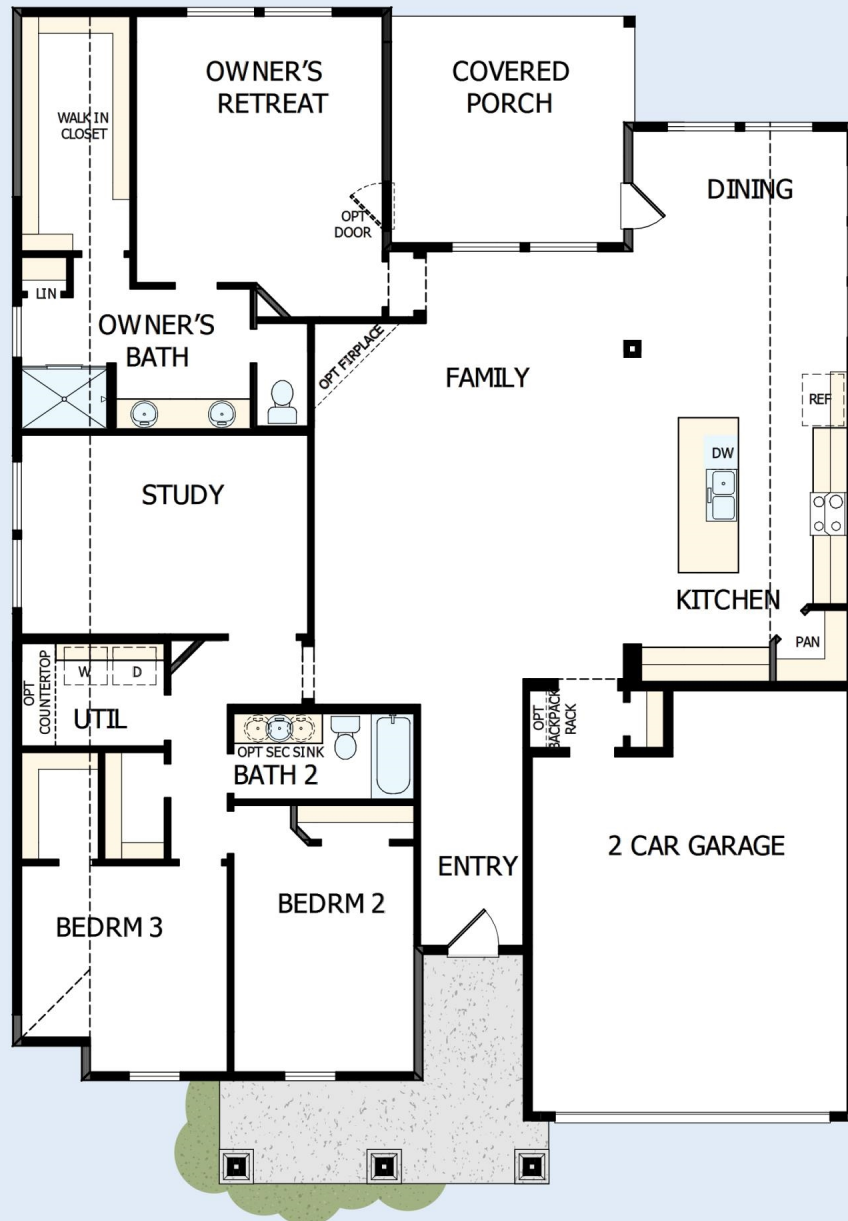 OWNER'S
RETREAT
COVERED
PORCH
WALK IN
CLOSET
DINING
OPT
DOOR
LIN
OWNER'S
BATH
OPT FIRPLACE
FAMILY
REF
DW
STUDY
KITCHEN
PAN
OPT
COUNTERTOP
W
D
UTIL
OPT SEC SINK
BATH 2
OPT
BACKPACK
RACK
2 CAR GARAGE
ENTRY
BEDRM 2
BEDRM 3